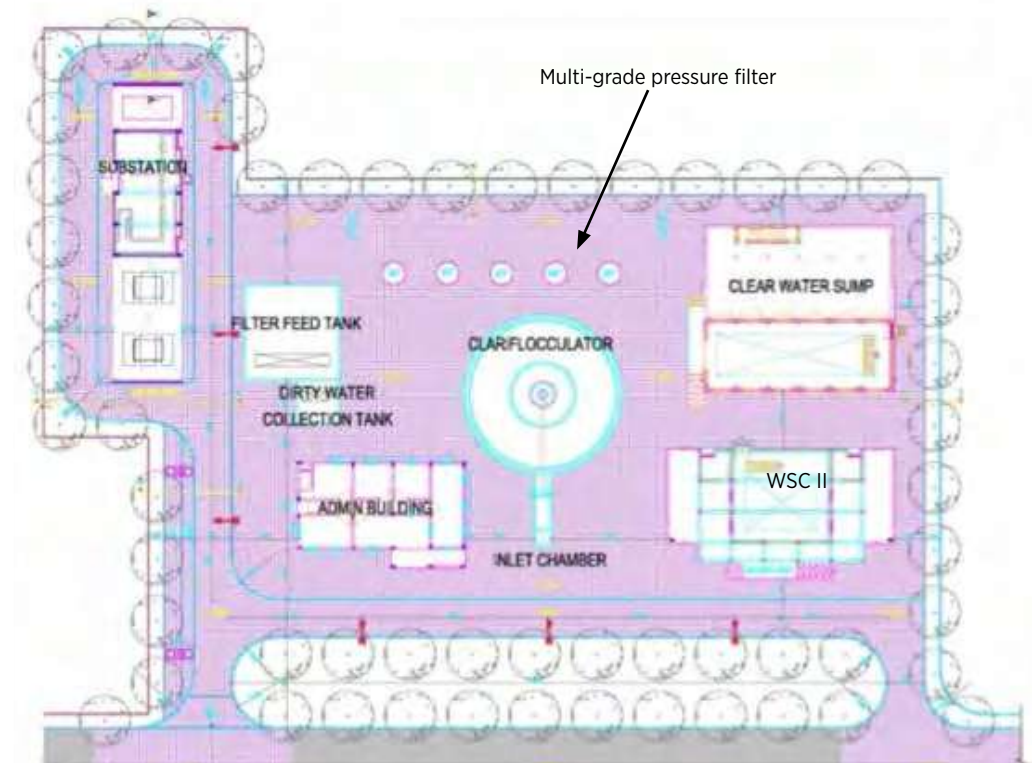 Multi-grade pressure filter
SUBSTATION
CLEAR WATER SUMP
FILTER FEED TANK
CLARIFLOCCULATOR
DIRTY WATER
COLLECTION TANK
WSC II
ADMIN BUILDING
INLET CHAMBER